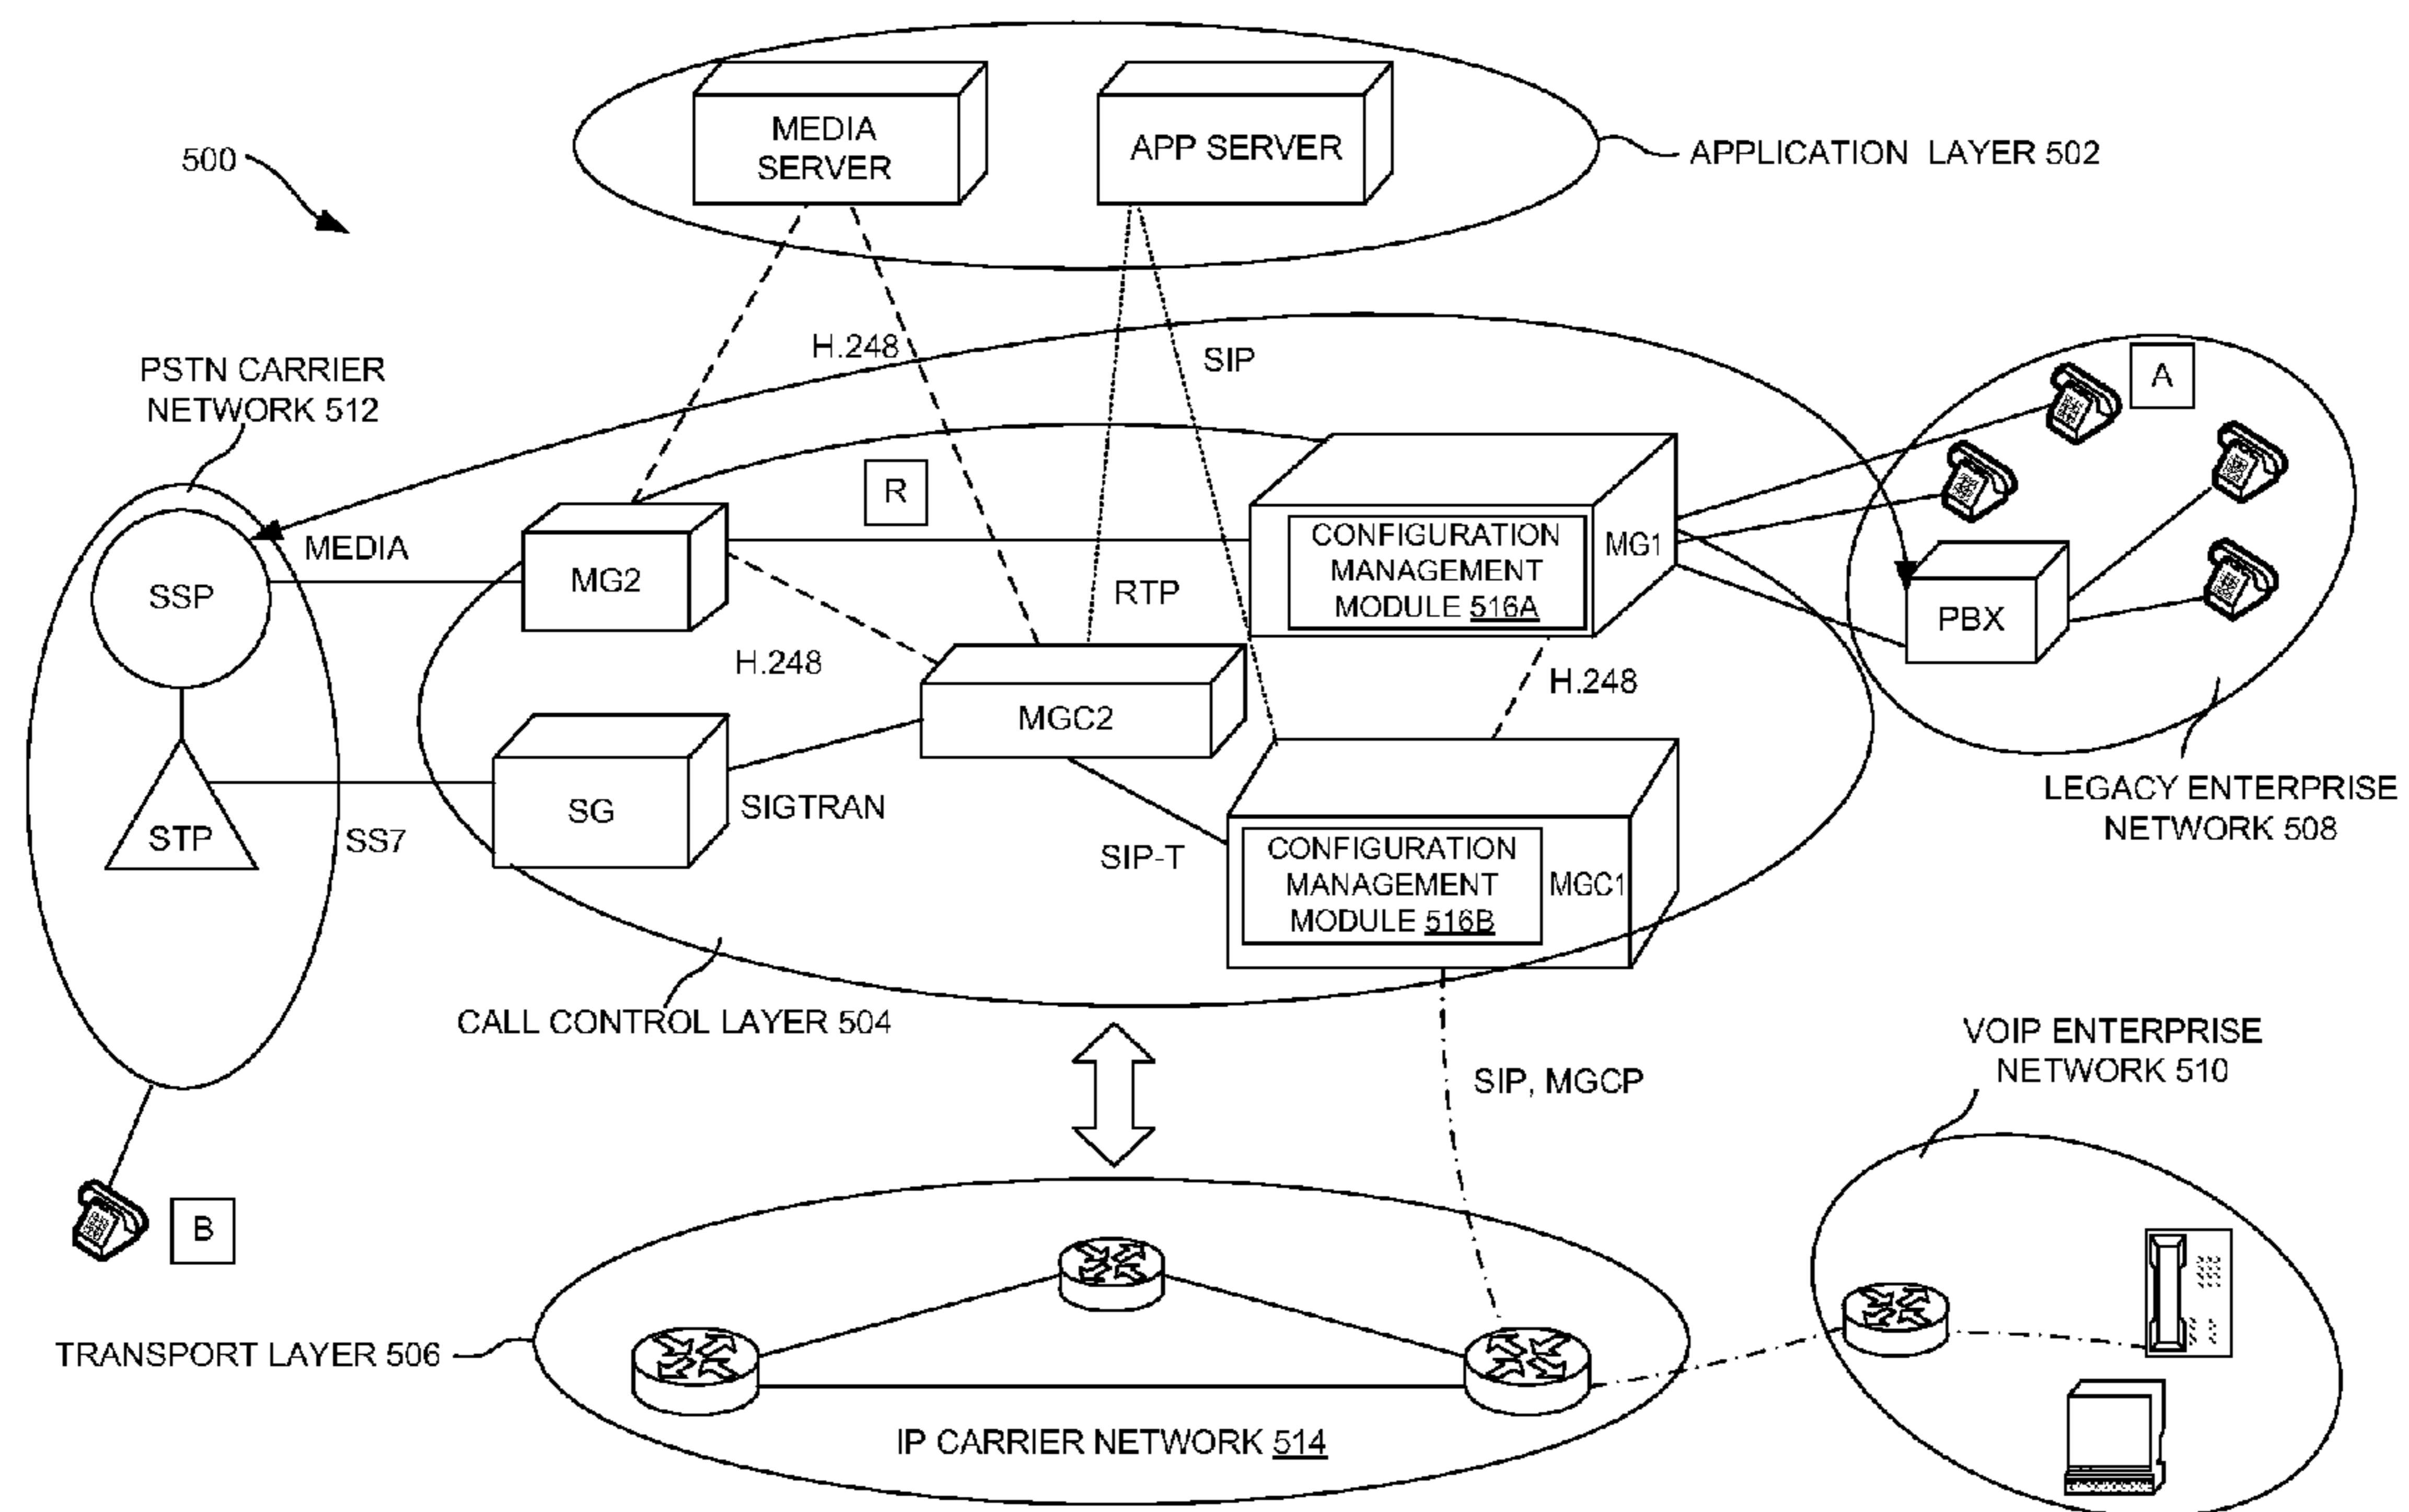 MEDIA
SERVER
APP SERVER
500
APPLICATION LAYER 502
H.248
SIP
PSTN CARRIER
NETWORK 512
A
R
MEDIA
SSP
MG2
CONFIGURATION
MANAGEMENT
MODULE 516A
MG1
RTP
PBX
H.248
H.248
MGC2
SG
SIGTRAN
STP
SS7
SIP-T
CONFIGURATION
MANAGEMENT
MODULE 516B
MGC1
LEGACY ENTERPRISE
NETWORK 508
CALL CONTROL LAYER 504
SIP, MGCP
VOIP ENTERPRISE
NETWORK 510
B
TRANSPORT LAYER 506
IP CARRIER NETWORK 514